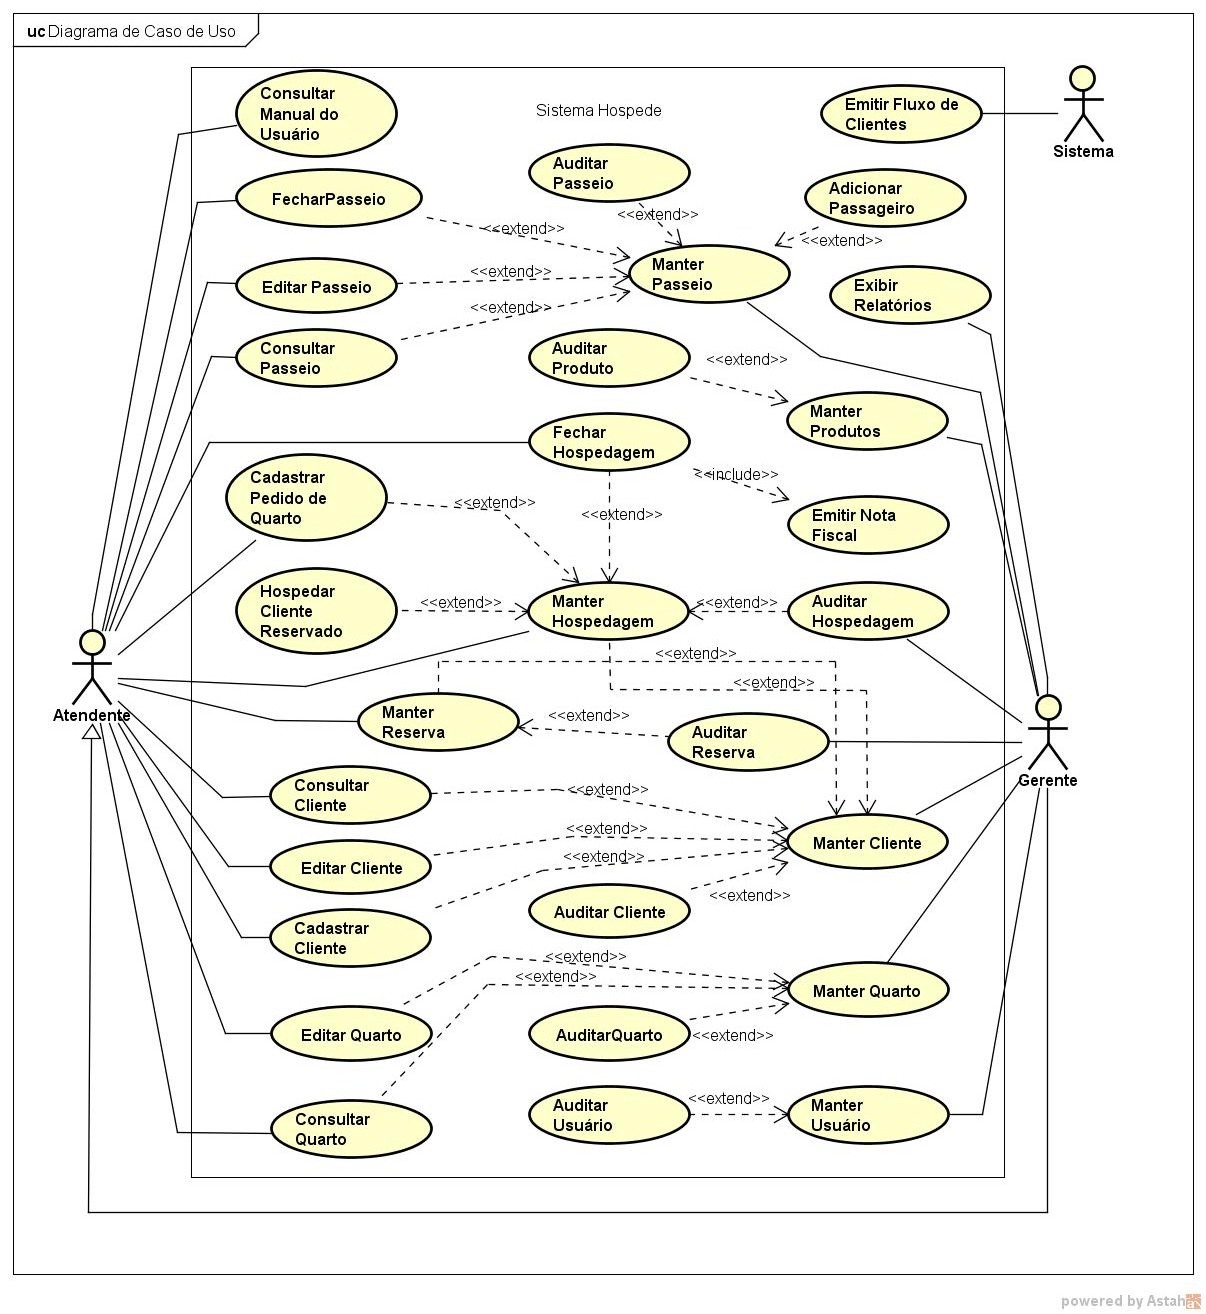 uc Diagrama de Caso de Uso
Sistema Hospede
Consultar
Manual do
Usuário
Emitir Fluxo de
Clientes
Sistema
Auditar
Passeio
FecharPasseio
Adicionar
Passageiro
<<extend>>
<<extend>>
<<extend>>
Manter
Passeio
Editar Passeio
<<extend>>
Exibir
Relatórios
<<extend>>
Consultar
Passeio
Auditar
Produto
<<extend>>
Manter
Produtos
Fechar
Hospedagem
Cadastrar
Pedido de
Quarto
<<include>>
<<extend>>
<<extend>>
Emitir Nota
Fiscal
Hospedar
Cliente
Reservado
<<extend>>
Manter
Hospedagem
<<extend>>
Auditar
Hospedagem
<<extend>>
<<extend>>
Atendente
Manter
Reserva
<<extend>>
Auditar
Reserva
Gerente
Consultar
Cliente
<<extend>>
<<extend>>
Manter Cliente
Editar Cliente
<<extend>>
<<extend>>
Auditar Cliente
Cadastrar
Cliente
<<extend>>
<<extend>>
Manter Quarto
Editar Quarto
AuditarQuarto
<<extend>>
Consultar
Quarto
Auditar
Usuário
<<extend>>
Manter
Usuário
powered by Astah